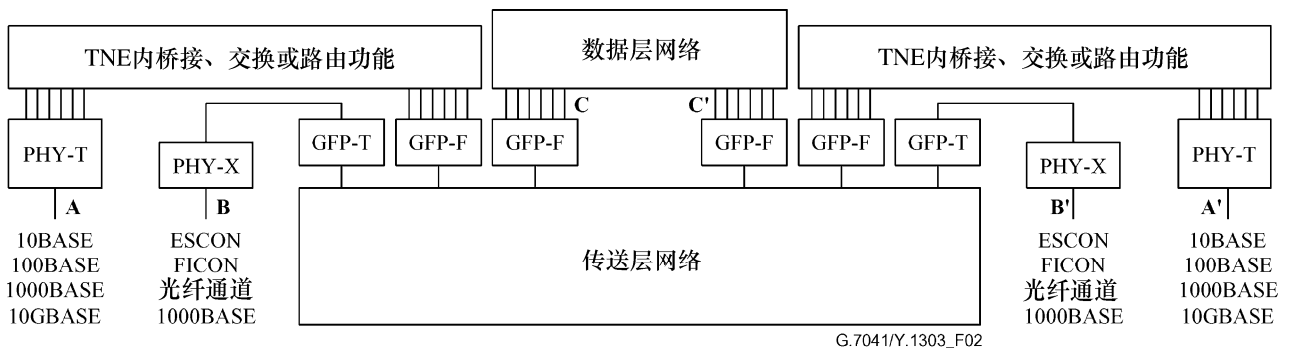 TNE内桥接、交换或路由功能
数据层网络
TNE内桥接、交换或路由功能
C
C'
PHY-T
PHY-X
GFP-T
GFP-F
GFP-F
GFP-F
GFP-F
GFP-T
PHY-X
PHY-T
A
B
B'
A'
10BASE
100BASE
1000BASE
10GBASE
ESCON
FICON
光纤通道
1000BASE
传送层网络
ESCON
FICON
光纤通道
1000BASE
10BASE
100BASE
1000BASE
10GBASE
G.7041/Y.1303_F02